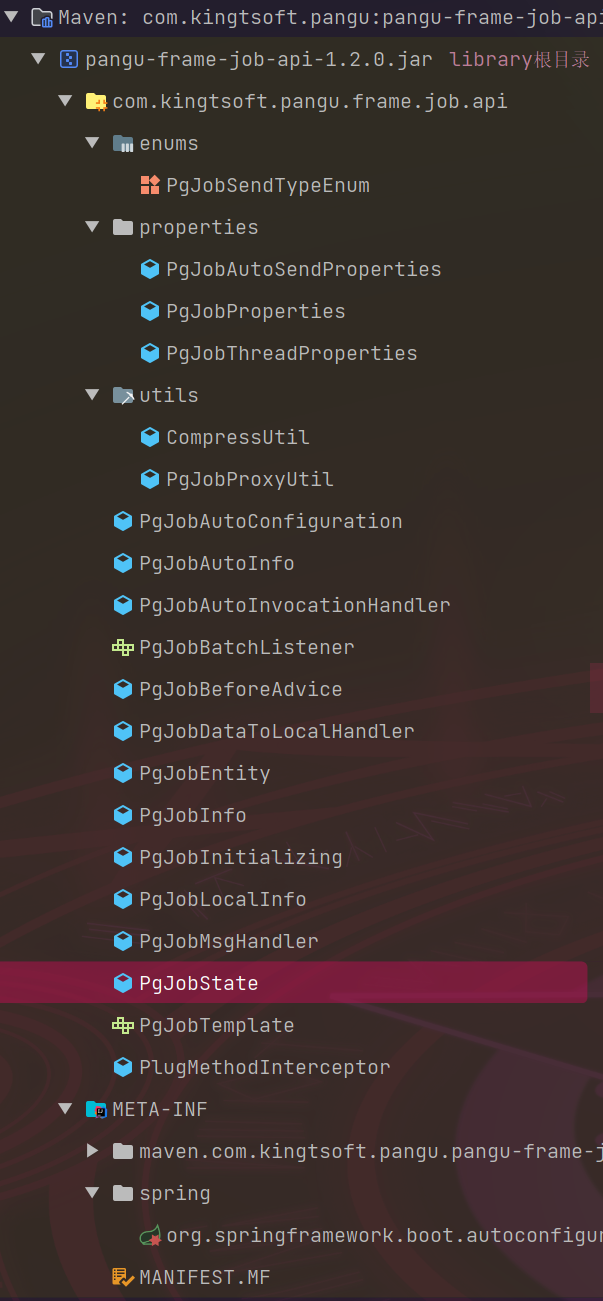 Maven: com.kingtsoft.pangu:pangu-frame-job-api
pangu-frame-job-api-1.2.0.jar library根目录
com.kingtsoft.pangu.frame.job.api
enums
PgJobSendTypeEnum
properties
PgJobAutoSendProperties
PgJobProperties
PgJobThreadProperties
utils
CompressUtil
PgJobProxyUtil
PgJobAutoConfiguration
PgJobAutoInfo
PgJobAutoInvocationHandler
PgJobBatchListener
PgJobBeforeAdvice
PgJobDataToLocalHandler
PgJobEntity
PgJobInfo
PgJobInitializing
PgJobLocalInfo
PgJobMsgHandler
PgJobState
PgJobTemplate
PlugMethodInterceptor
META-INF
maven.com.kingtsoft.pangu.pangu-frame-j
spring
org.springframework.boot.autoconfigur
MANIFEST.MF